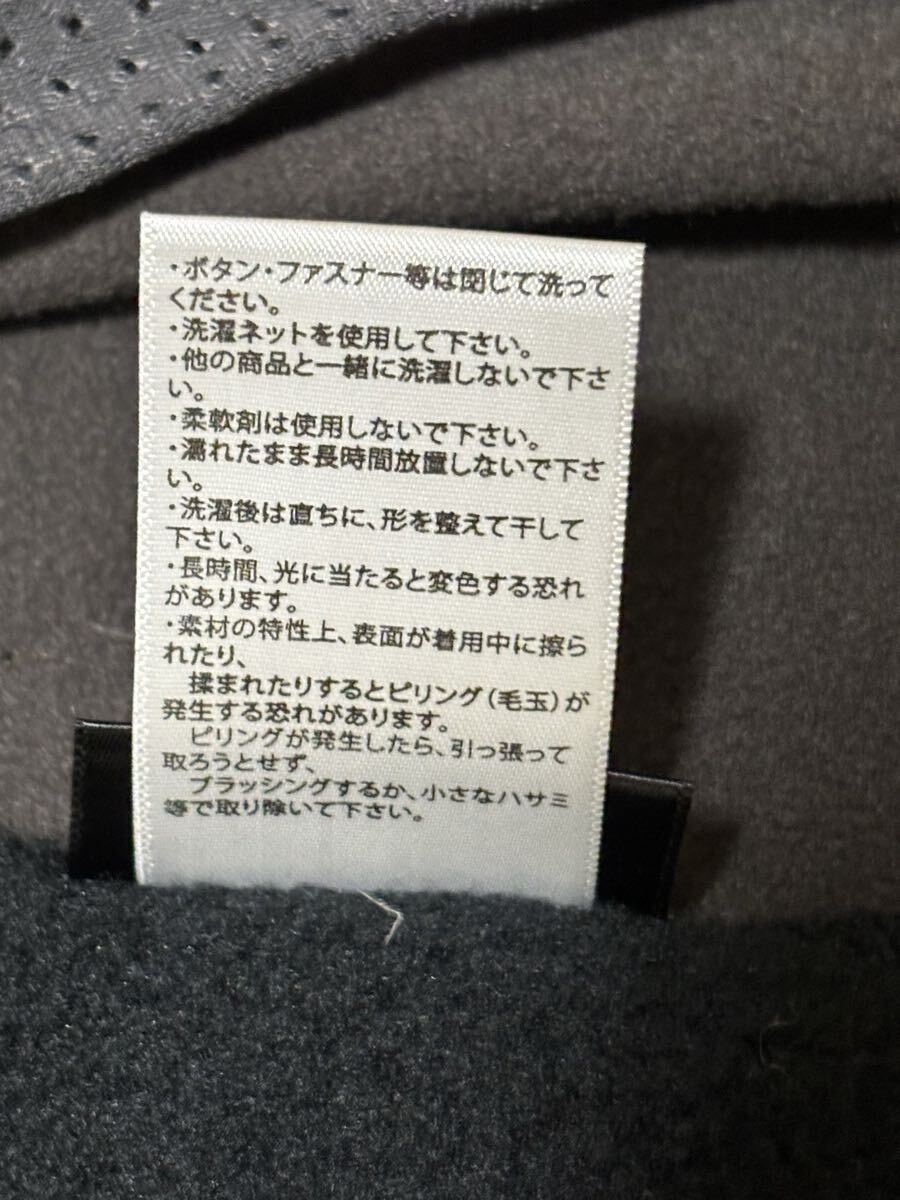 ・ボタン・ファスナー等は閉じて洗って
ください。
・洗濯ネットを使用して下さい。
・他の商品と一緒に洗濯しないで下さ
い。
・柔軟剤は使用しないで下さい。
・濡れたまま長時間放置しないで下さ
い。
・洗濯後は直ちに、形を整えて干して
下さい。
・長時間、光に当たると変色する恐れ
があります。
・素材の特性上、表面が着用中に擦ら
れたり、
揉まれたりするとピリング(毛玉)が
発生する恐れがあります。
ピリングが発生したら、引っ張って
取ろうとせず、
ブラッシングするか、小さなハサミ
等で取り除いて下さい。